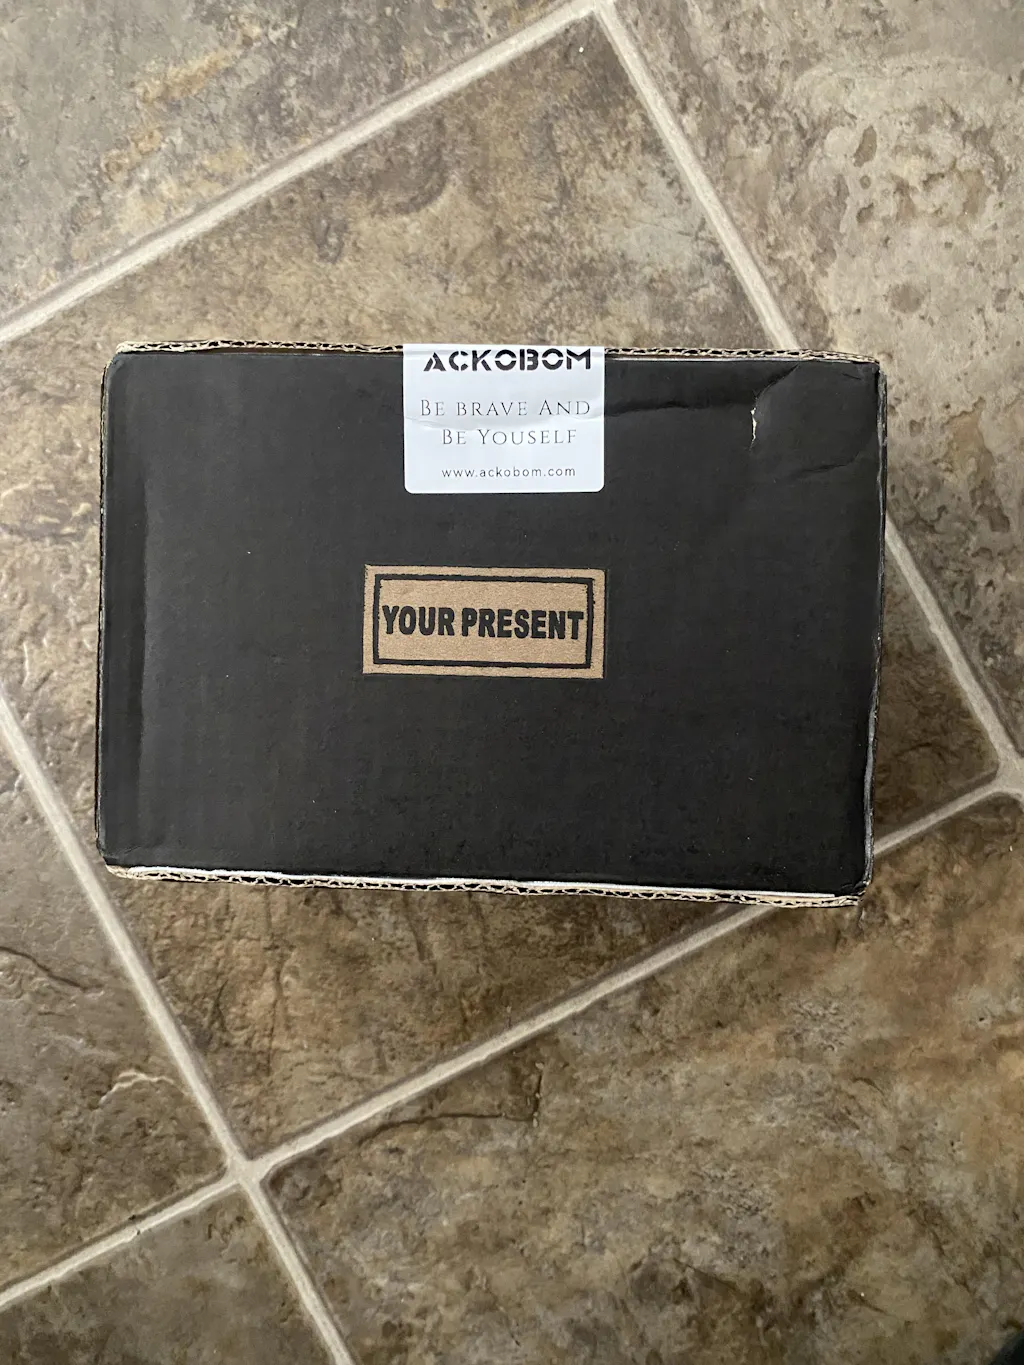 ACKOBOM
BE BRAVE AND
BE YOUSELF
www.ackobom.com
YOUR PRESENT